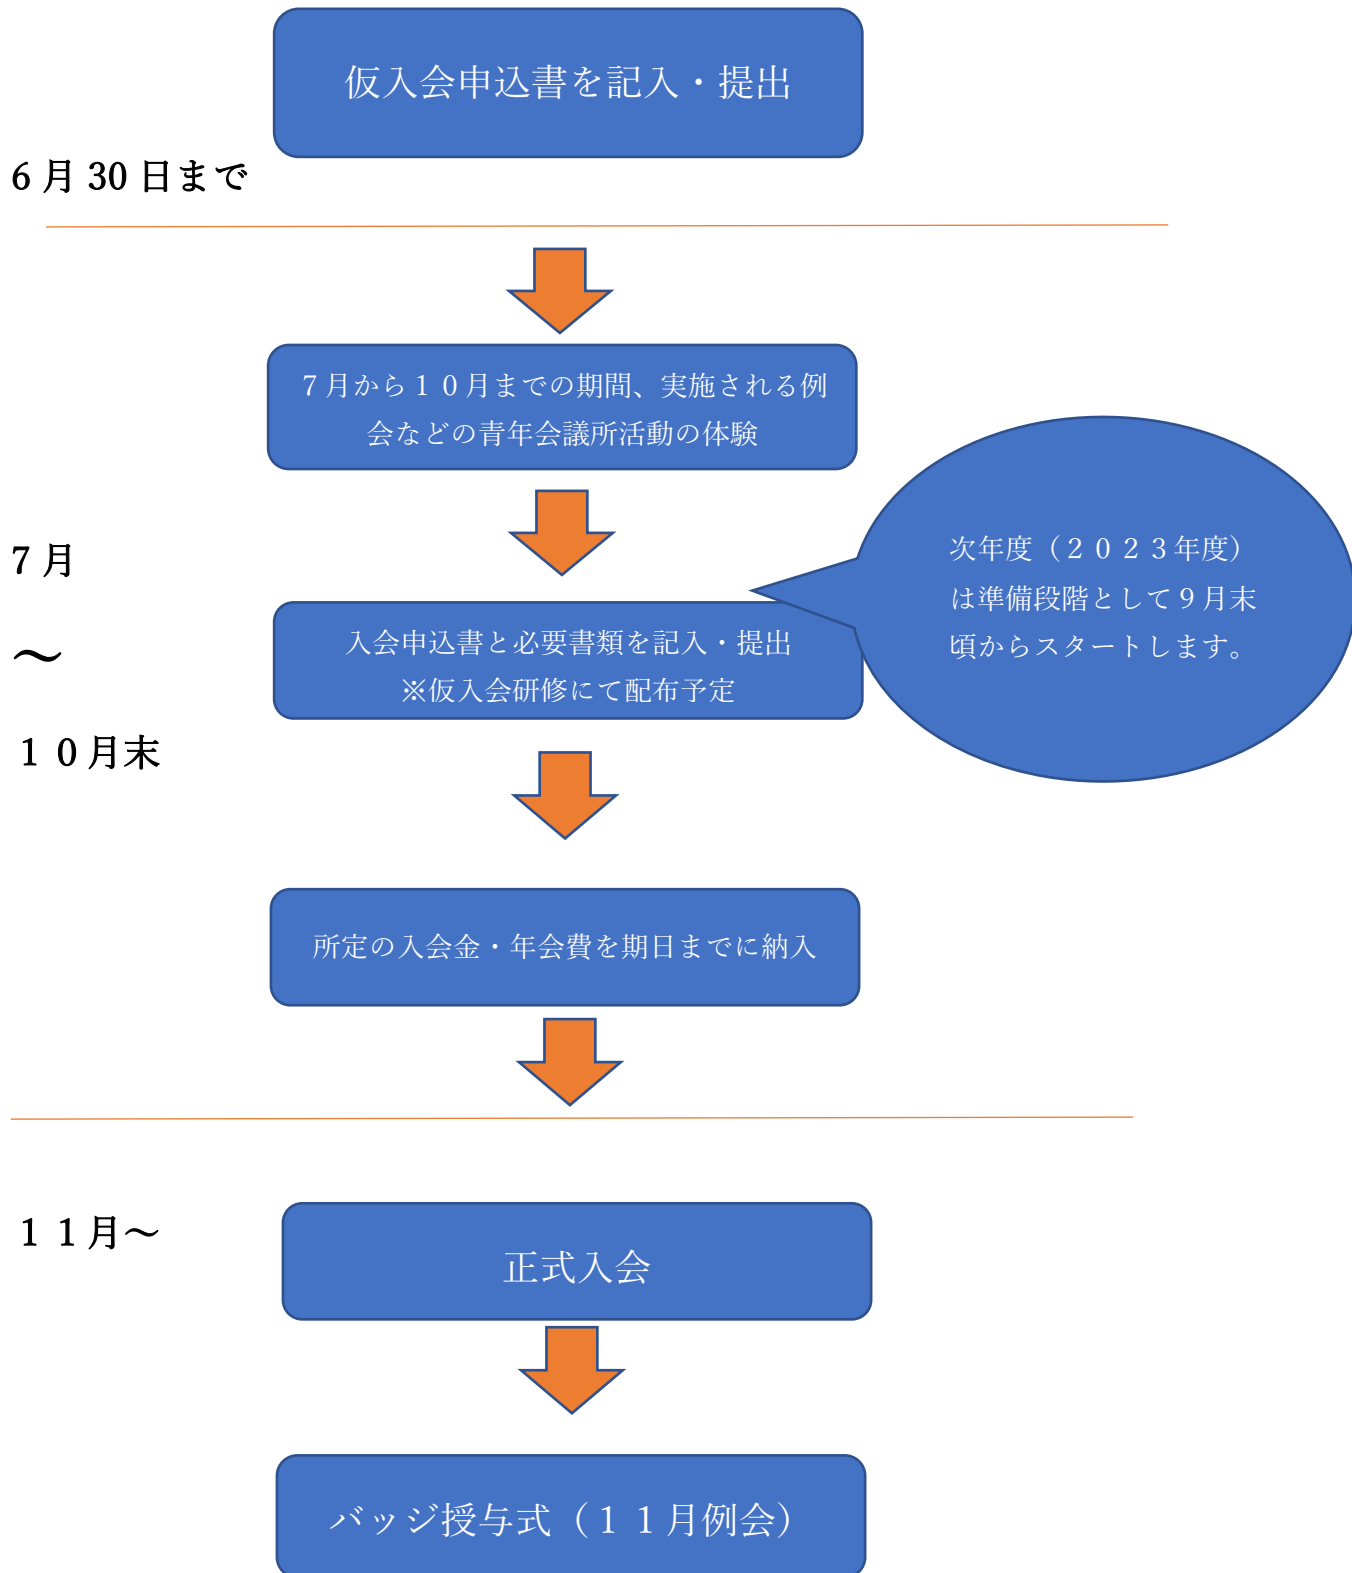 仮入会申込書を記入・提出
6月30日まで
7月から１０月までの期間、実施される例
会などの青年会議所活動の体験
次年度（２０２３年度）
は準備段階として９月末
頃からスタートします。
7月
～
１０月末
入会申込書と必要書類を記入・提出
※仮入会研修にて配布予定
所定の入会金・年会費を期日までに納入
１１月～
正式入会
バッジ授与式（１１月例会）